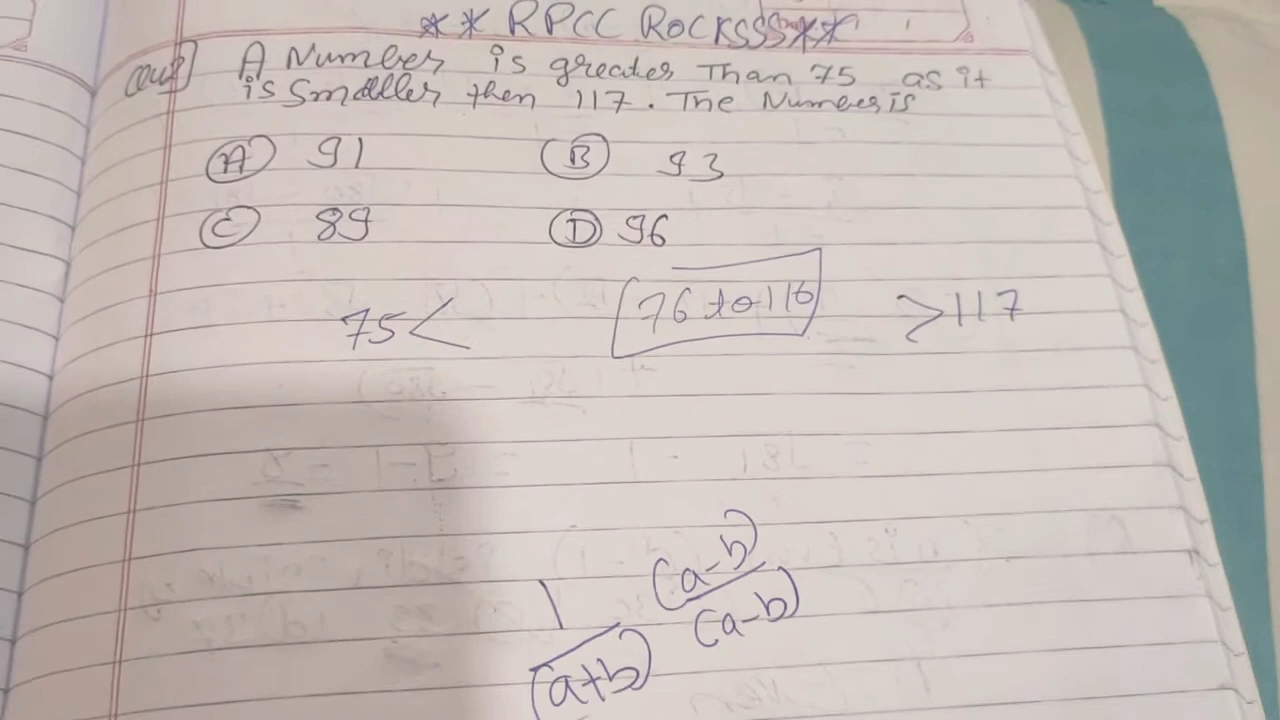 ** RPCC ROCKSSS**
A Number is greater Than 75 as it
is Smaller then 117. The Number is
(A) 91 (B) 93
(C) 89 (D) 96
75< 76 to 116 >117
(a-b)
1 (a-b)
(a+b)